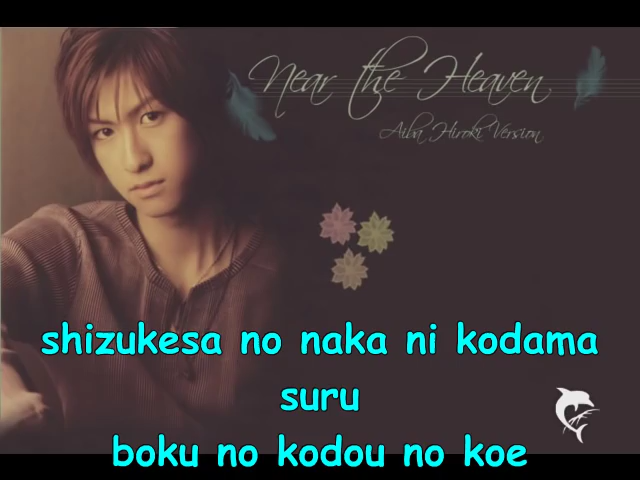 Near the Heaven
Aiba Hiroki Version
shizukesa no naka ni kodama
suru
boku no kodou no koe